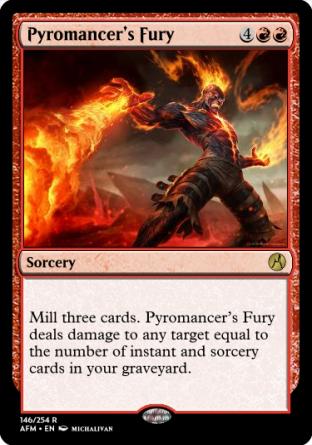 Pyromancer's Fury 4
Sorcery
Mill three cards. Pyromancer's Fury
deals damage to any target equal to
the number of instant and sorcery
cards in your graveyard.
146/254 R
AFM • EN MICHALIVAN